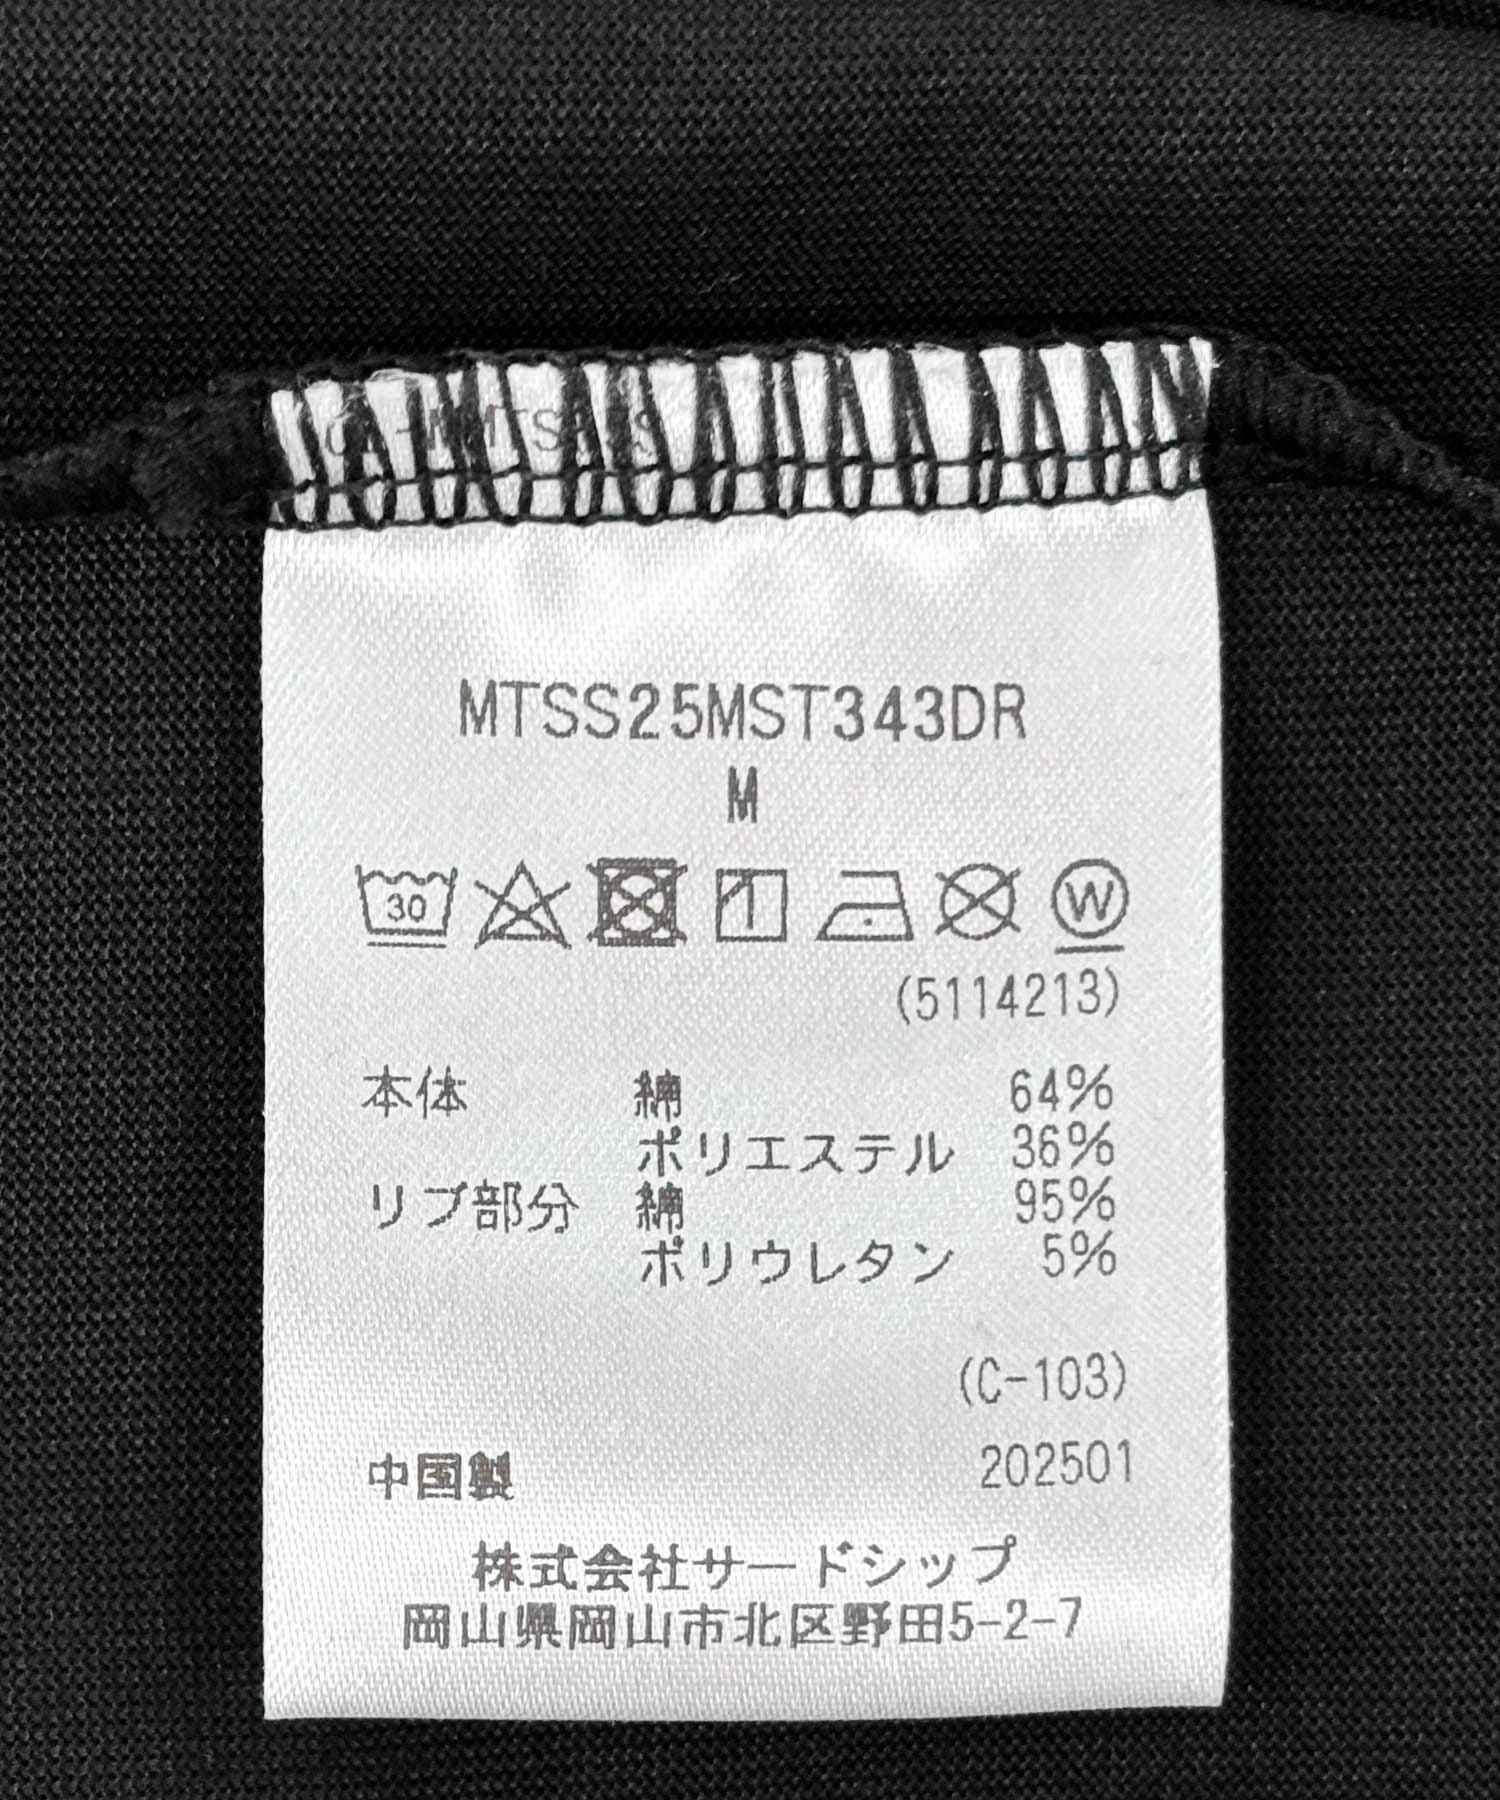 MTSS25MST343DR
M
30
W
(5114213)
本体 綿 64%
ポリエステル 36%
リブ部分 綿 95%
ポリウレタン 5%
(C-103)
中国製 202501
株式会社サードシップ
岡山県岡山市北区野田5-2-7